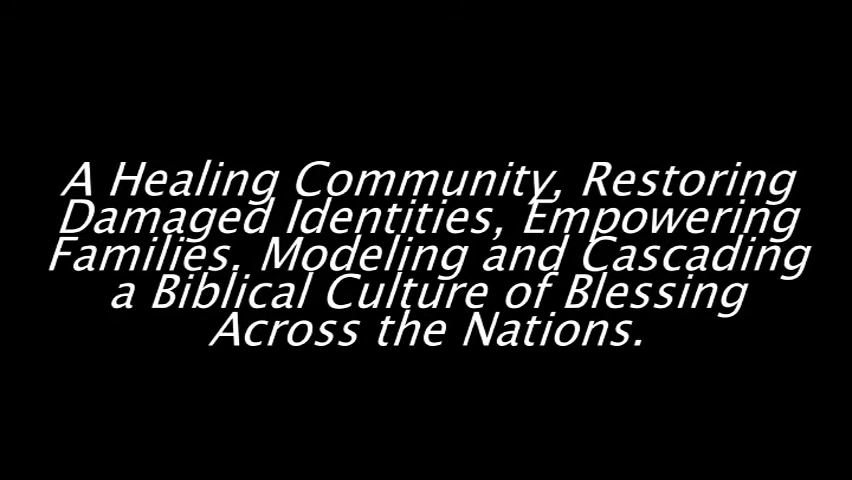 A Healing Community, Restoring
Damaged Identities, Empowering
Families. Modeling and Cascading
a Biblical Culture of Blessing
Across the Nations.